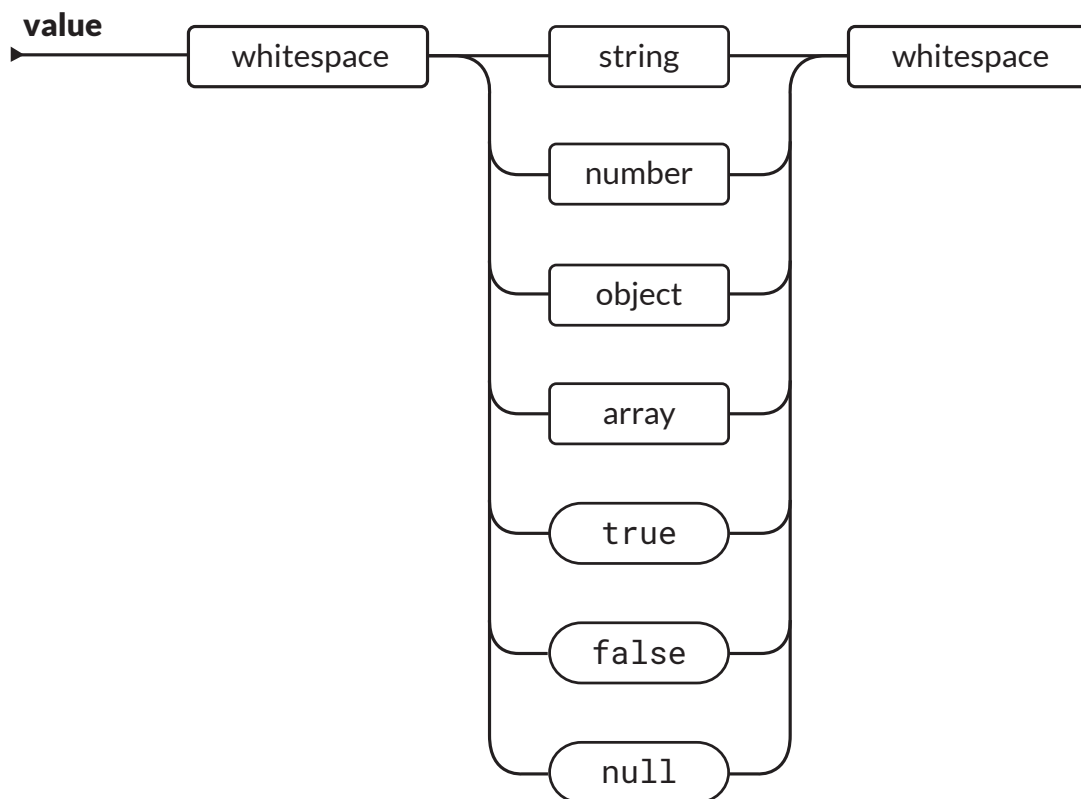 value
whitespace string whitespace
number
object
array
true
false
null